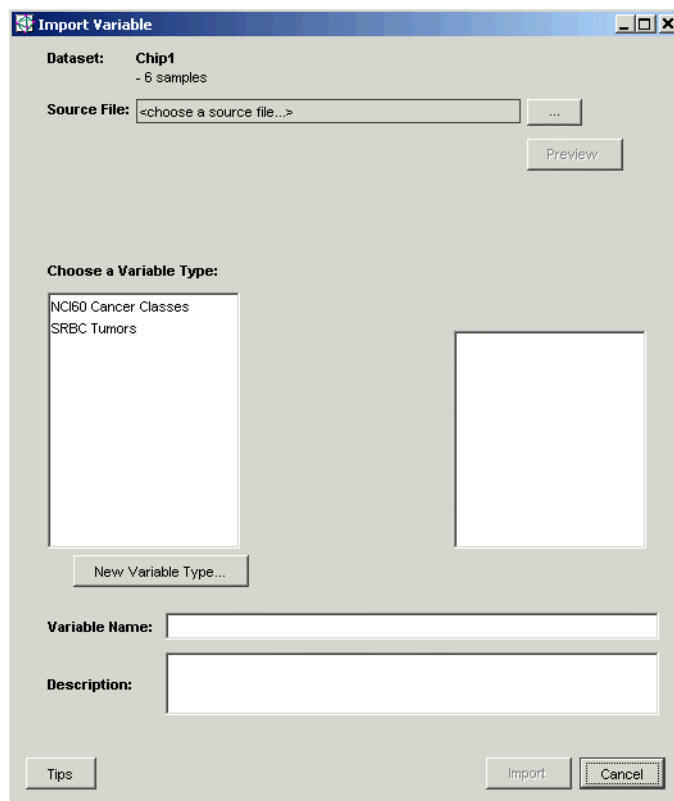 Import Variable
Dataset: Chip1
- 6 samples
Source File: <choose a source file...> ...
Preview
Choose a Variable Type:
NCI60 Cancer Classes
SRBC Tumors
New Variable Type...
Variable Name:
Description:
Tips Import Cancel